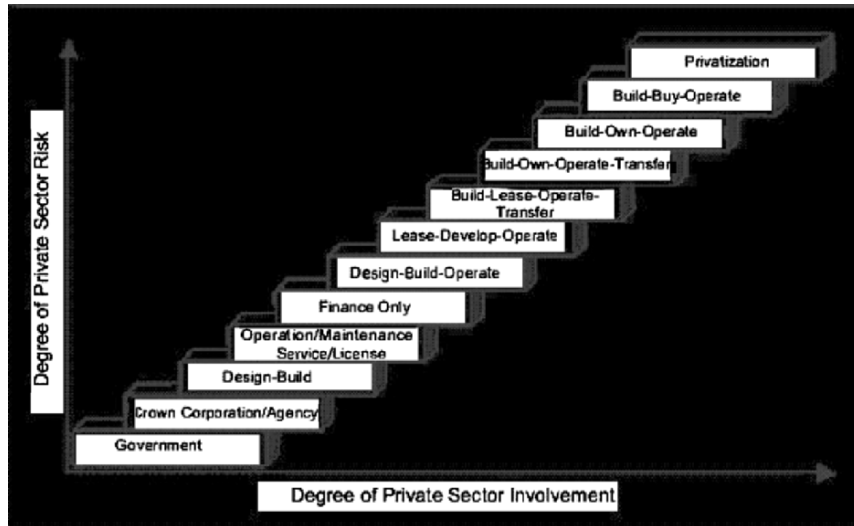 Privatization
Build-Buy-Operate
Build-Own-Operate
Build-Own-Operate-Transfer
Build-Lease-Operate-
Transfer
Lease-Develop-Operate
Design-Build-Operate
Finance Only
Operation/Maintenance
Service/License
Design-Build
Crown Corporation/Agency
Government
Degree of Private Sector Risk
Degree of Private Sector Involvement